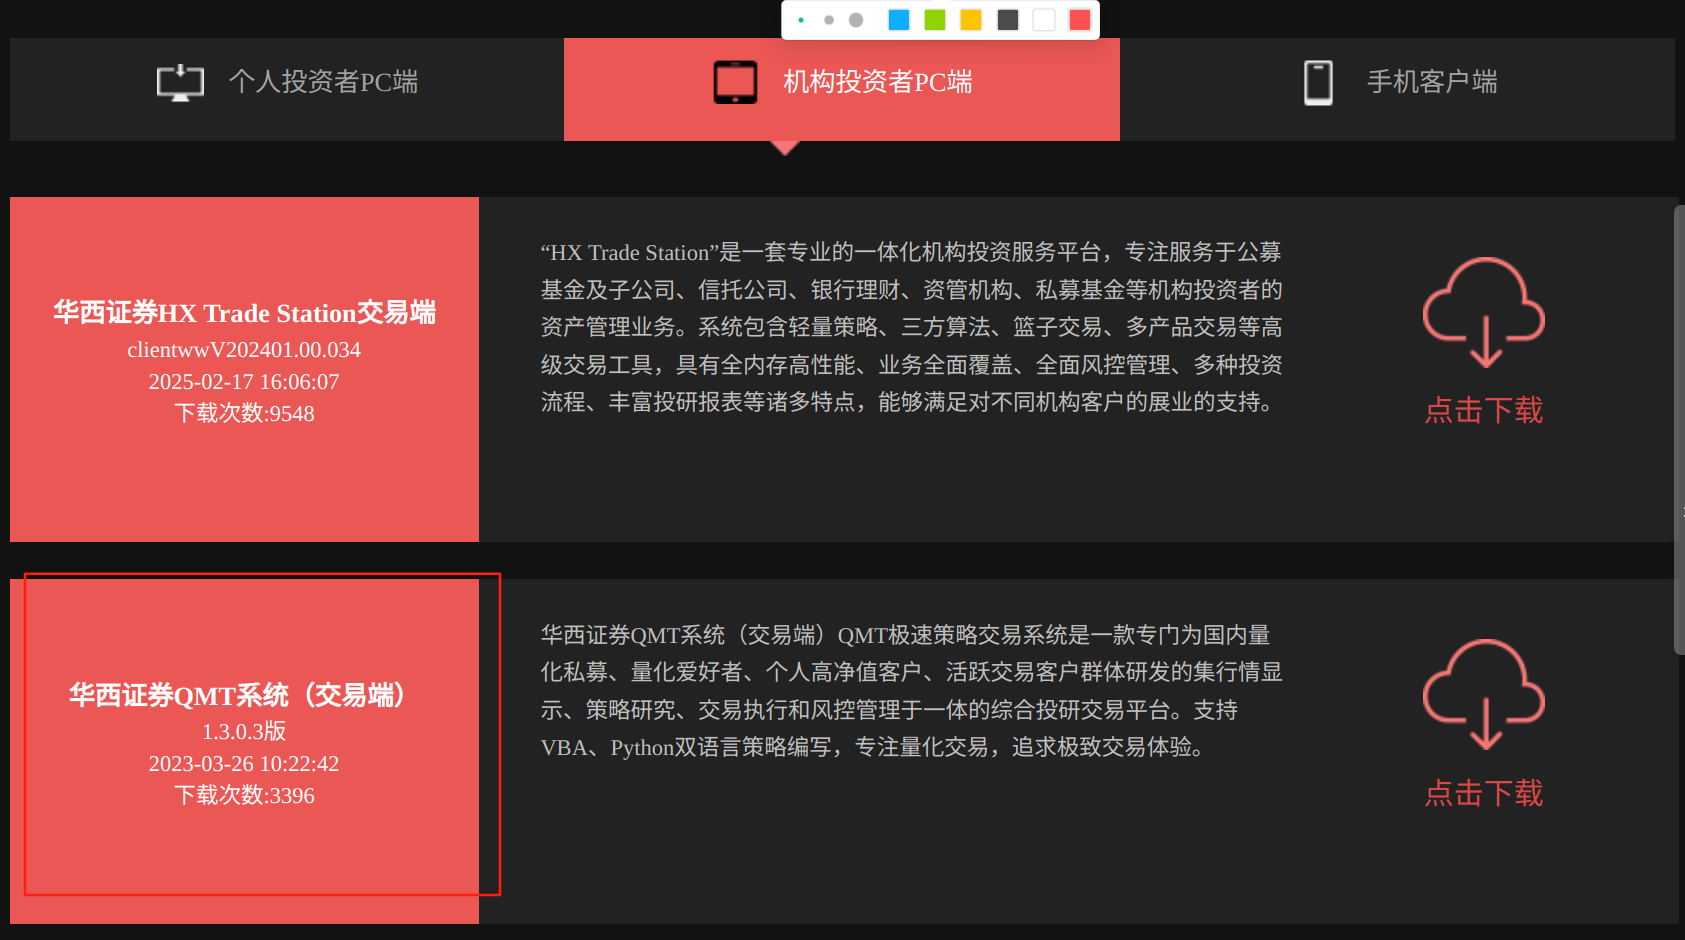 个人投资者PC端
机构投资者PC端
手机客户端
华西证券HX Trade Station交易端
clientwwV202401.00.034
2025-02-17 16:06:07
下载次数:9548
“HX Trade Station”是一套专业的一体化机构投资服务平台，专注服务于公募
基金及子公司、信托公司、银行理财、资管机构、私募基金等机构投资者的
资产管理业务。系统包含轻量策略、三方算法、篮子交易、多产品交易等高
级交易工具，具有全内存高性能、业务全面覆盖、全面风控管理、多种投资
流程、丰富投研报表等诸多特点，能够满足对不同机构客户的展业的支持。
点击下载
华西证券QMT系统（交易端）
1.3.0.3版
2023-03-26 10:22:42
下载次数:3396
华西证券QMT系统（交易端）QMT极速策略交易系统是一款专门为国内量
化私募、量化爱好者、个人高净值客户、活跃交易客户群体研发的集行情显
示、策略研究、交易执行和风控管理于一体的综合投研交易平台。支持
VBA、Python双语言策略编写，专注量化交易，追求极致交易体验。
点击下载